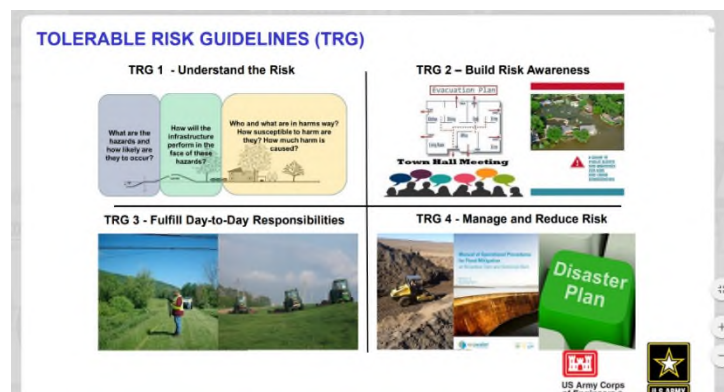 TOLERABLE RISK GUIDELINES (TRG)
TRG 1 - Understand the Risk
What are the
hazards and
how likely are
they to occur?
How will the
infrastructure
perform in the
face of these
hazards?
Who and what are in harms way?
How susceptible to harm are
they? How much harm is
caused?
TRG 2 – Build Risk Awareness
Evacuation Plan
Town Hall Meeting
TRG 3 - Fulfill Day-to-Day Responsibilities
TRG 4 - Manage and Reduce Risk
Manual of Operational Procedures
for Flood Mitigation
Disaster
Plan
US Army Corps
of Engineers
U.S. ARMY